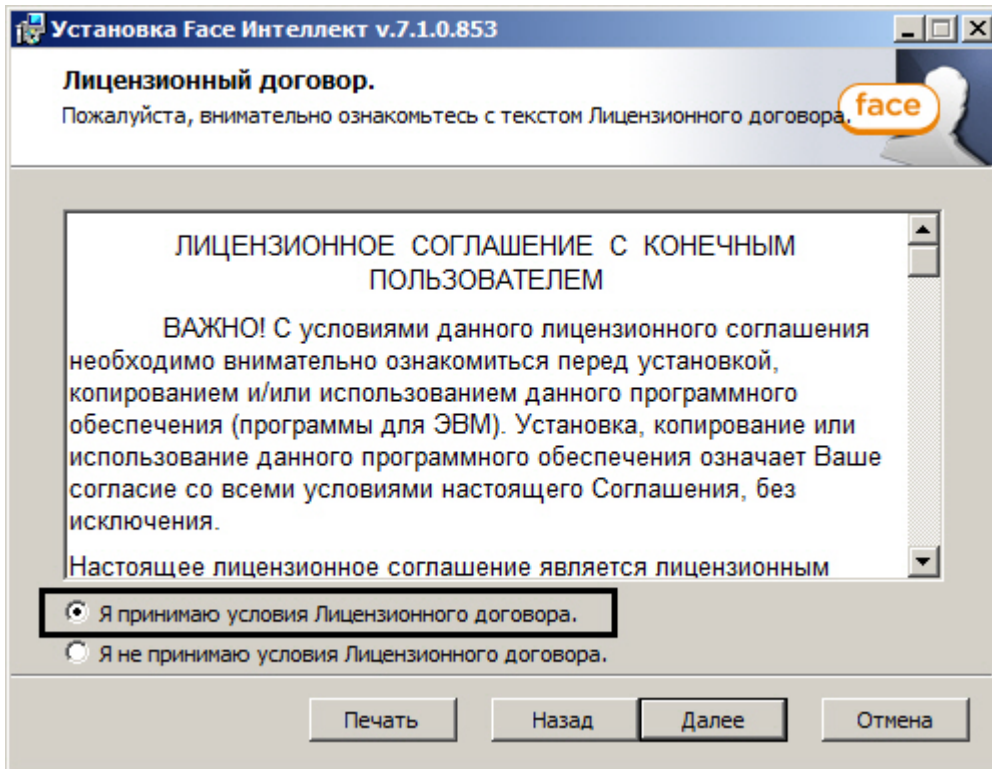 Установка Face Интеллект v.7.1.0.853
Лицензионный договор.
Пожалуйста, внимательно ознакомьтесь с текстом Лицензионного договора.
face
ЛИЦЕНЗИОННОЕ СОГЛАШЕНИЕ С КОНЕЧНЫМ
ПОЛЬЗОВАТЕЛЕМ
ВАЖНО! С условиями данного лицензионного соглашения
необходимо внимательно ознакомиться перед установкой,
копированием и/или использованием данного программного
обеспечения (программы для ЭВМ). Установка, копирование или
использование данного программного обеспечения означает Ваше
согласие со всеми условиями настоящего Соглашения, без
исключения.
Настоящее лицензионное соглашение является лицензионным
Я принимаю условия Лицензионного договора.
Я не принимаю условия Лицензионного договора.
Печать Назад Далее Отмена